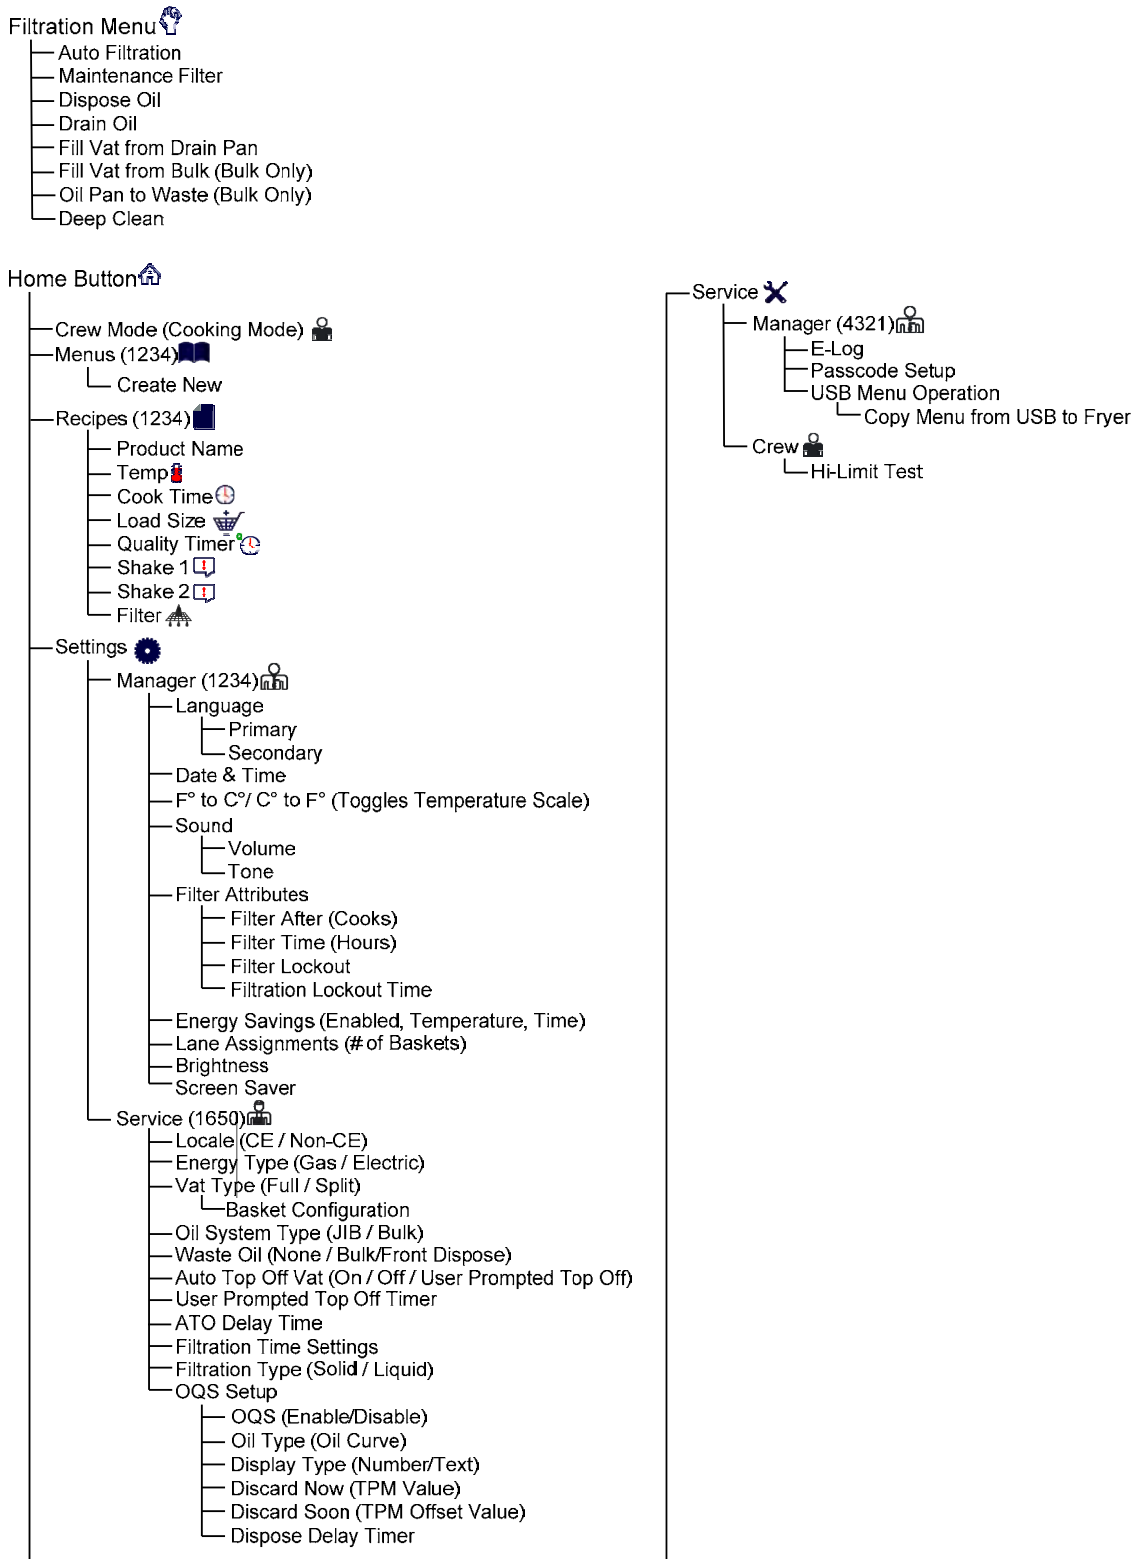 Filtration Menu
Auto Filtration
Maintenance Filter
Dispose Oil
Drain Oil
Fill Vat from Drain Pan
Fill Vat from Bulk (Bulk Only)
Oil Pan to Waste (Bulk Only)
Deep Clean
Home Button
Crew Mode (Cooking Mode)
Menus (1234)
Create New
Recipes (1234)
Product Name
Temp
Cook Time
Load Size
Quality Timer
Shake 1
Shake 2
Filter
Settings
Manager (1234)
Language
Primary
Secondary
Date & Time
F° to C°/ C° to F° (Toggles Temperature Scale)
Sound
Volume
Tone
Filter Attributes
Filter After (Cooks)
Filter Time (Hours)
Filter Lockout
Filtration Lockout Time
Energy Savings (Enabled, Temperature, Time)
Lane Assignments (# of Baskets)
Brightness
Screen Saver
Service (1650)
Locale (CE / Non-CE)
Energy Type (Gas / Electric)
Vat Type (Full / Split)
Basket Configuration
Oil System Type (JIB / Bulk)
Waste Oil (None / Bulk/Front Dispose)
Auto Top Off Vat (On / Off / User Prompted Top Off)
User Prompted Top Off Timer
ATO Delay Time
Filtration Time Settings
Filtration Type (Solid / Liquid)
OQS Setup
OQS (Enable/Disable)
Oil Type (Oil Curve)
Display Type (Number/Text)
Discard Now (TPM Value)
Discard Soon (TPM Offset Value)
Dispose Delay Timer
Service
Manager (4321)
E-Log
Passcode Setup
USB Menu Operation
Copy Menu from USB to Fryer
Crew
Hi-Limit Test